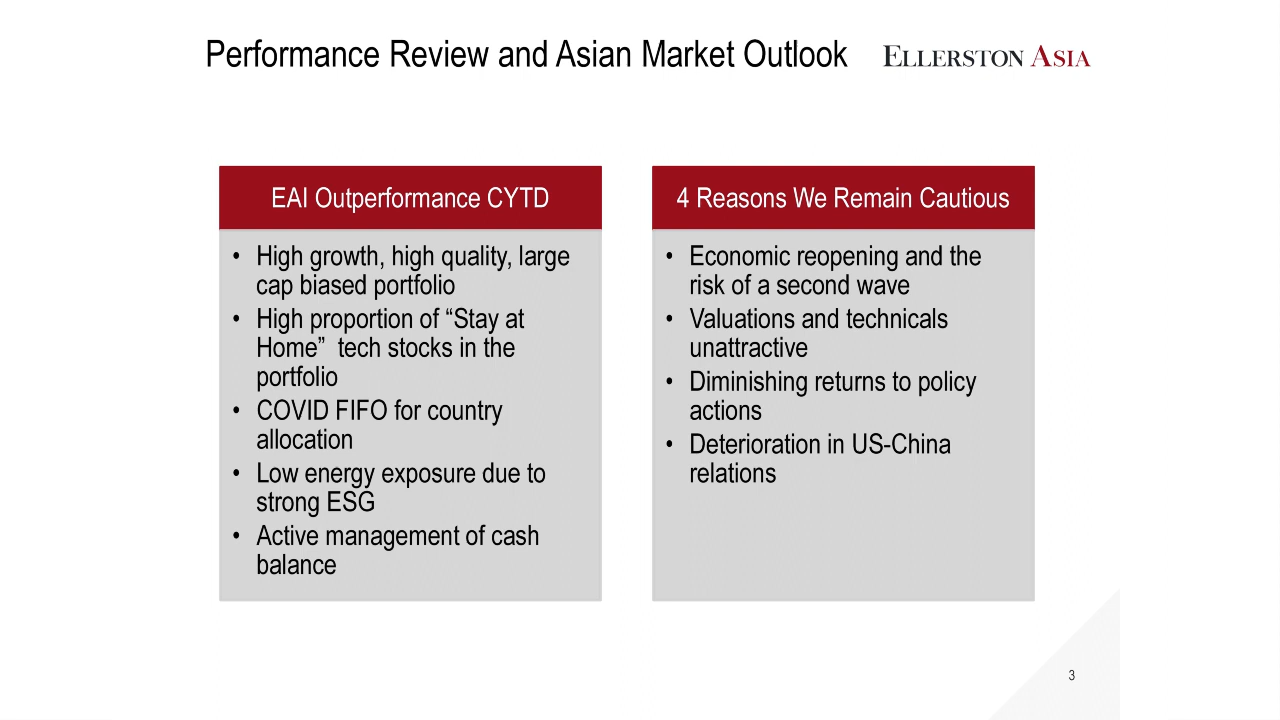 Performance Review and Asian Market Outlook
ELLERSTON ASIA
EAI Outperformance CYTD
• High growth, high quality, large
cap biased portfolio
• High proportion of “Stay at
Home”  tech stocks in the
portfolio
• COVID FIFO for country
allocation
• Low energy exposure due to
strong ESG
• Active management of cash
balance
4 Reasons We Remain Cautious
• Economic reopening and the
risk of a second wave
• Valuations and technicals
unattractive
• Diminishing returns to policy
actions
• Deterioration in US-China
relations
3